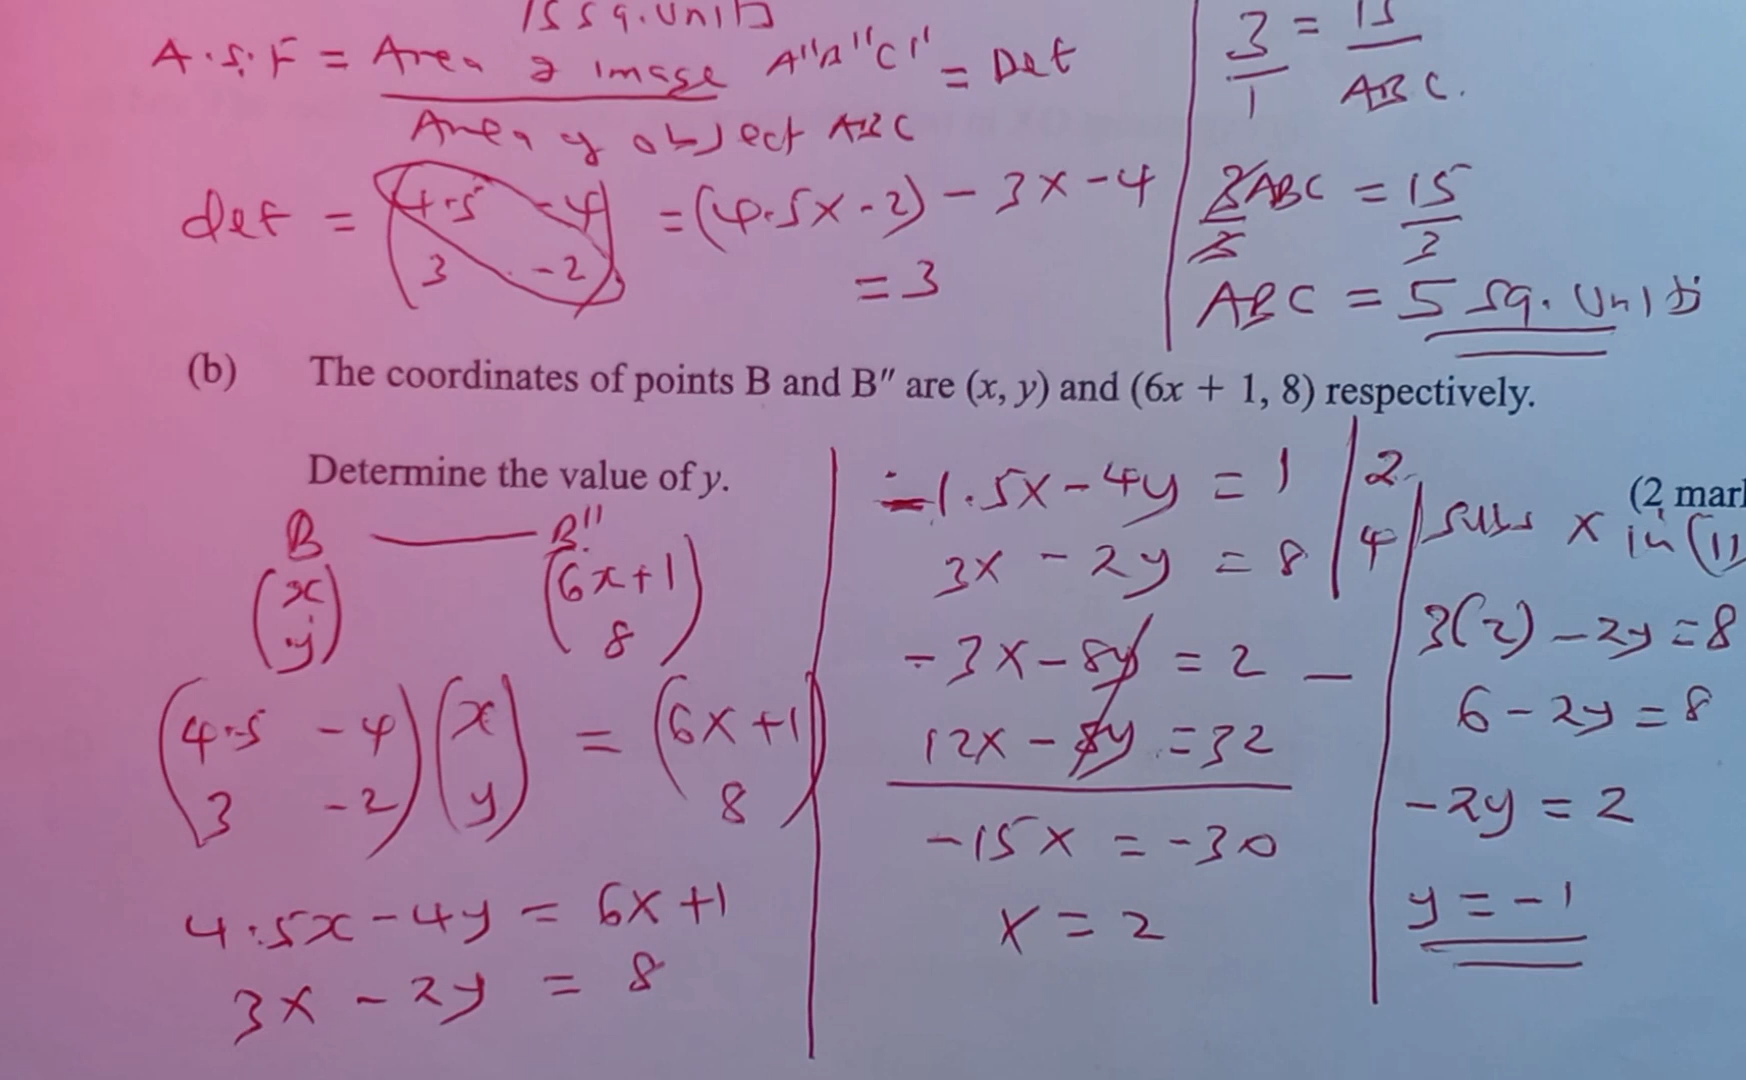 15 sq. units
A.S.F = Area of image A"B"C" = Det
Area of object ABC
det = (4.5 -4) = (4.5x-2) - 3x-4
(3 -2)
= 3
3/1 = 15/ABC.
3ABC/3 = 15/3
ABC = 5 sq. units
(b) The coordinates of points B and B″ are (x, y) and (6x + 1, 8) respectively.
Determine the value of y.
(2 mar
B — B"
(x) (6x+1)
(y) (8)
(4.5 -4)(x) = (6x+1)
(3 -2)(y) (8)
4.5x - 4y = 6x + 1
3x - 2y = 8
-1.5x - 4y = 1 | 2
3x - 2y = 8 | 4
-3x - 8y = 2 -
12x - 8y = 32
-15x = -30
x = 2
subs x in (1)
3(2) - 2y = 8
6 - 2y = 8
-2y = 2
y = -1